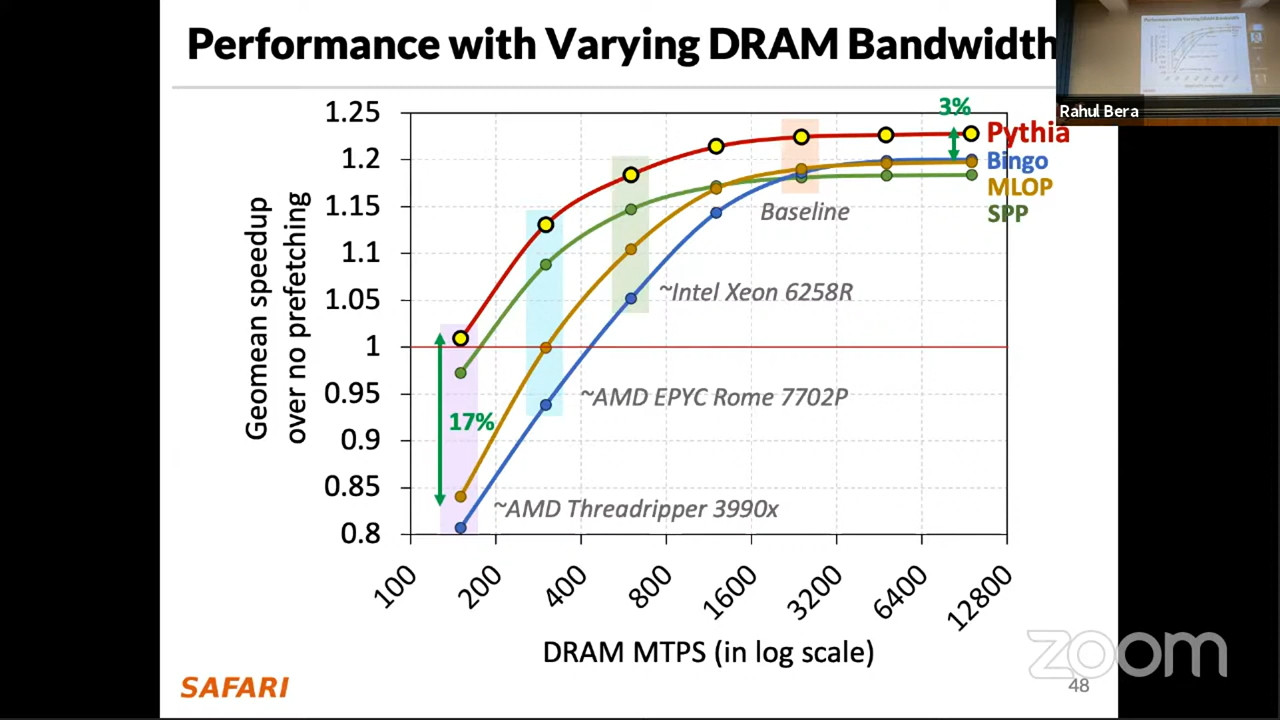 Performance with Varying DRAM Bandwidth
Rahul Bera
Geomean speedup
over no prefetching
1.25
1.2
1.15
1.1
1.05
1
0.95
0.9
0.85
0.8
3%
Pythia
Bingo
MLOP
SPP
Baseline
~Intel Xeon 6258R
~AMD EPYC Rome 7702P
17%
~AMD Threadripper 3990x
100
200
400
800
1600
3200
6400
12800
DRAM MTPS (in log scale)
SAFARI
48
zoom